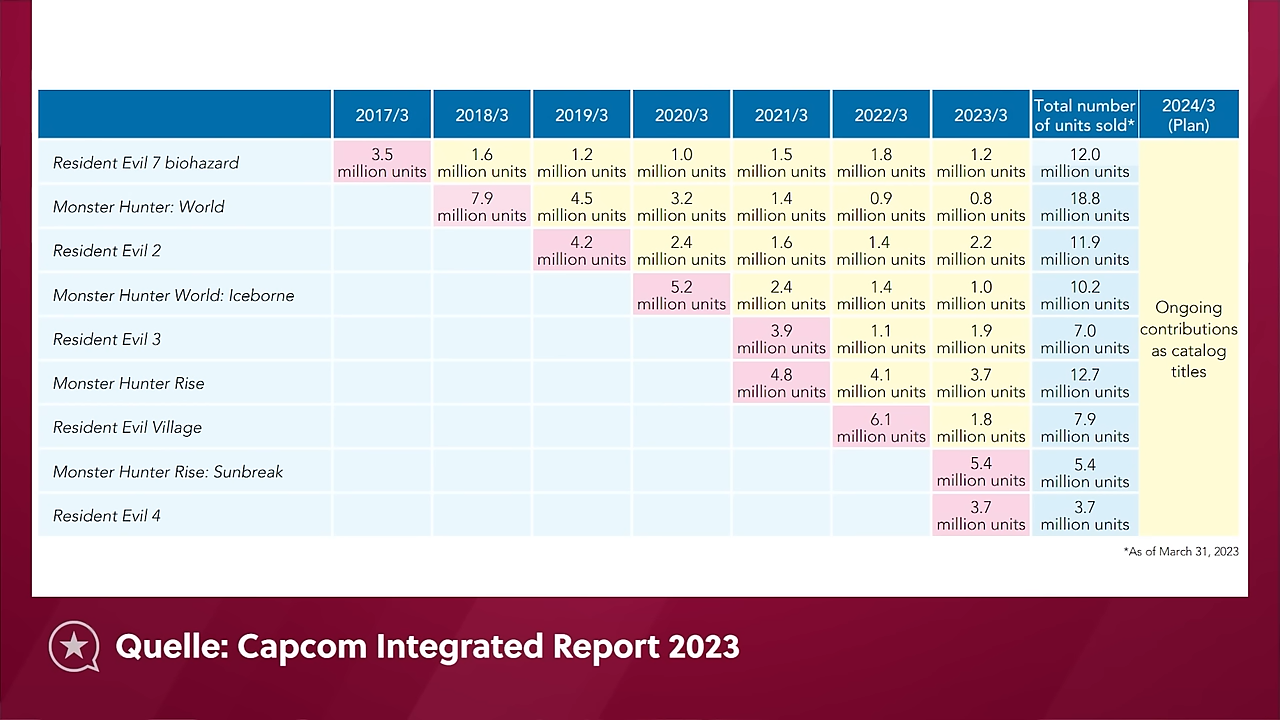 2017/3 2018/3 2019/3 2020/3 2021/3 2022/3 2023/3 Total number of units sold* 2024/3 (Plan)
Resident Evil 7 biohazard 3.5 million units 1.6 million units 1.2 million units 1.0 million units 1.5 million units 1.8 million units 1.2 million units 12.0 million units
Monster Hunter: World 7.9 million units 4.5 million units 3.2 million units 1.4 million units 0.9 million units 0.8 million units 18.8 million units
Resident Evil 2 4.2 million units 2.4 million units 1.6 million units 1.4 million units 2.2 million units 11.9 million units
Monster Hunter World: Iceborne 5.2 million units 2.4 million units 1.4 million units 1.0 million units 10.2 million units
Resident Evil 3 3.9 million units 1.1 million units 1.9 million units 7.0 million units
Monster Hunter Rise 4.8 million units 4.1 million units 3.7 million units 12.7 million units
Resident Evil Village 6.1 million units 1.8 million units 7.9 million units
Monster Hunter Rise: Sunbreak 5.4 million units 5.4 million units
Resident Evil 4 3.7 million units 3.7 million units
Ongoing
contributions
as catalog
titles
*As of March 31, 2023
Quelle: Capcom Integrated Report 2023